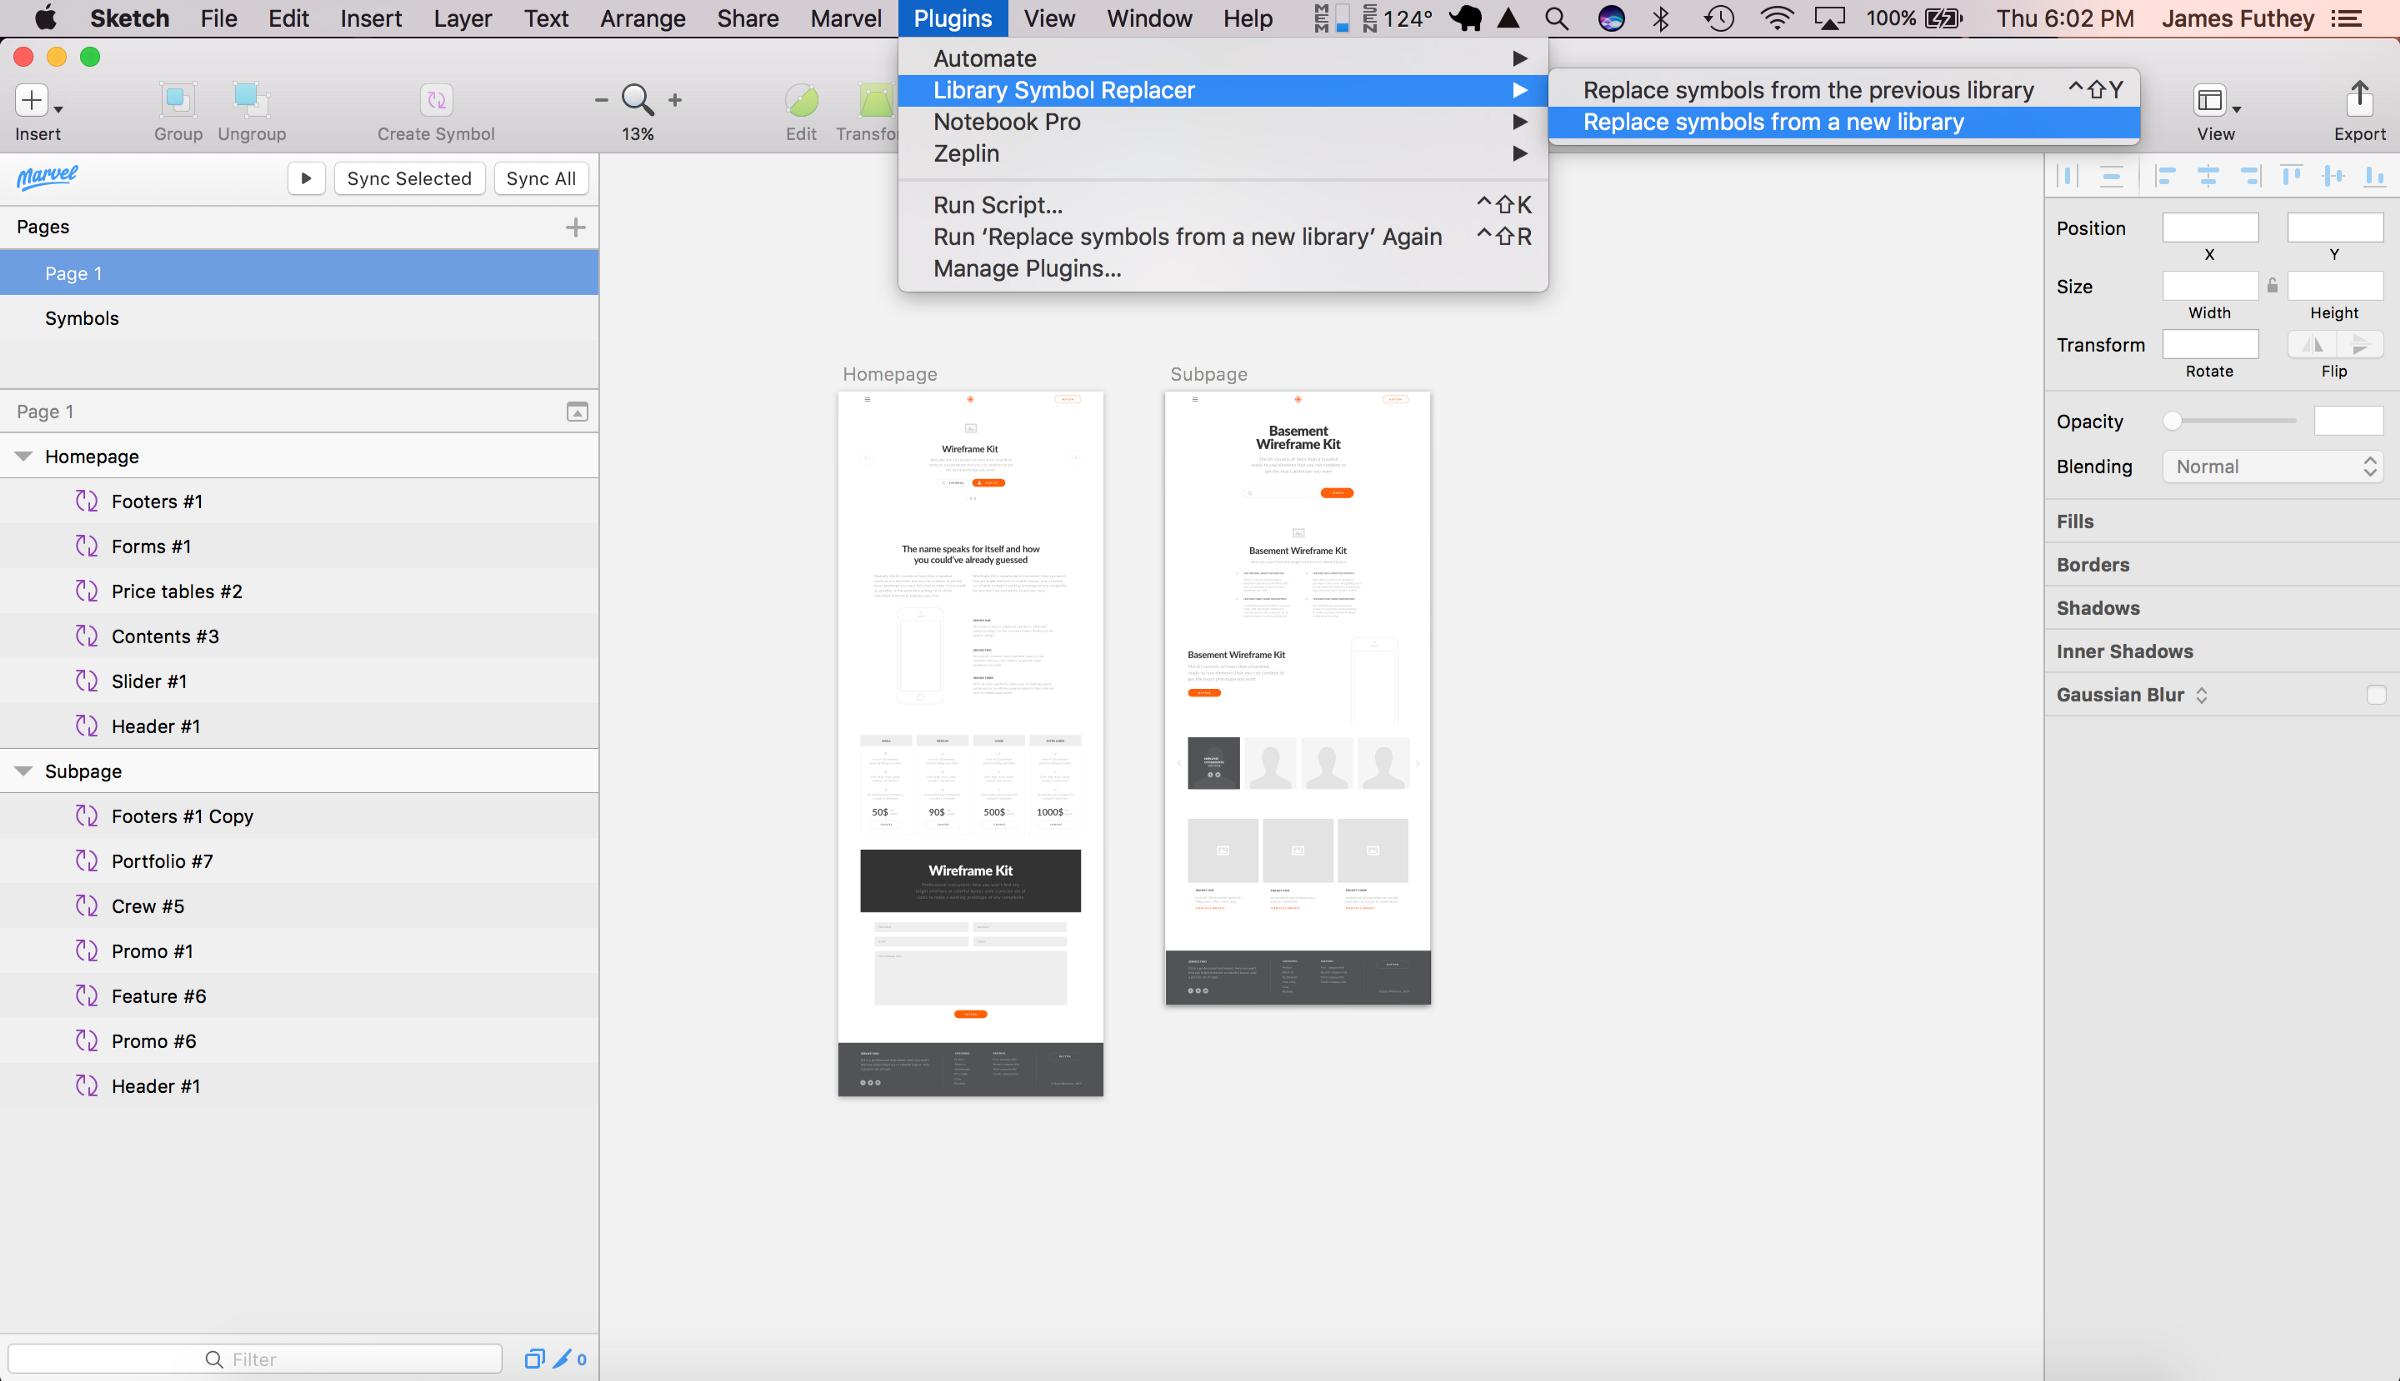 Sketch File Edit Insert Layer Text Arrange Share Marvel Plugins View Window Help MEM SEN 124° 100% Thu 6:02 PM James Futhey
Automate
Library Symbol Replacer
Notebook Pro
Zeplin
Run Script... ^⇧K
Run ‘Replace symbols from a new library’ Again ^⇧R
Manage Plugins...
Replace symbols from the previous library ^⇧Y
Replace symbols from a new library
Insert
Group
Ungroup
Create Symbol
13%
Edit
Transfo
View
Export
Marvel
Sync Selected
Sync All
Pages
Page 1
Symbols
Page 1
Homepage
Footers #1
Forms #1
Price tables #2
Contents #3
Slider #1
Header #1
Subpage
Footers #1 Copy
Portfolio #7
Crew #5
Promo #1
Feature #6
Promo #6
Header #1
Filter
0
Homepage
Wireframe Kit
The name speaks for itself and how
you could've already guessed
50$
90$
500$
1000$
Wireframe Kit
Subpage
Basement
Wireframe Kit
Basement Wireframe Kit
Basement Wireframe Kit
Position
X
Y
Size
Width
Height
Transform
Rotate
Flip
Opacity
Blending
Normal
Fills
Borders
Shadows
Inner Shadows
Gaussian Blur